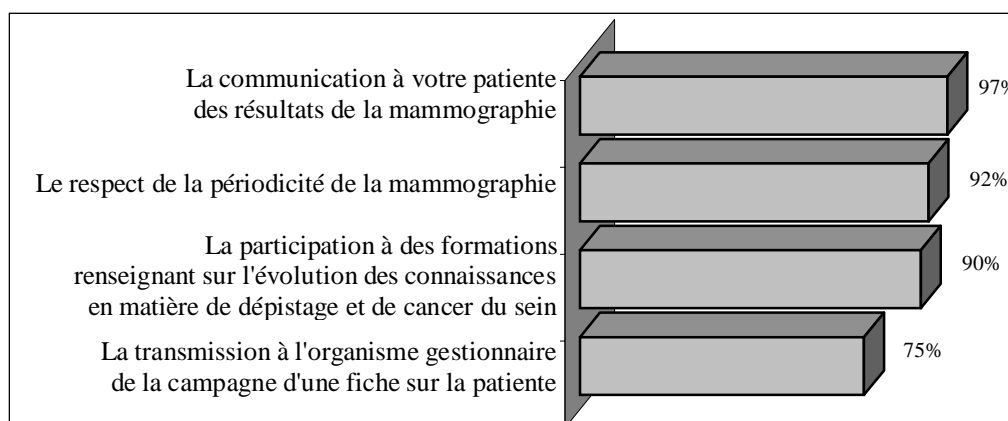 La communication à votre patiente
des résultats de la mammographie
97%
Le respect de la périodicité de la mammographie
92%
La participation à des formations
renseignant sur l'évolution des connaissances
en matière de dépistage et de cancer du sein
90%
La transmission à l'organisme gestionnaire
de la campagne d'une fiche sur la patiente
75%